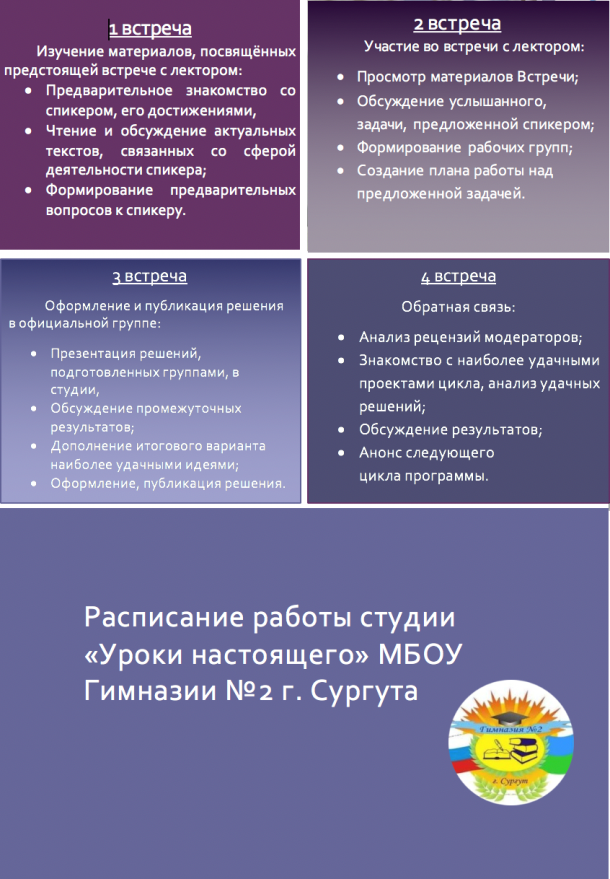 1 встреча
Изучение материалов, посвящённых
предстоящей встрече с лектором:
• Предварительное знакомство со
спикером, его достижениями,
• Чтение и обсуждение актуальных
текстов, связанных со сферой
деятельности спикера;
• Формирование предварительных
вопросов к спикеру.
2 встреча
Участие во встречи с лектором:
• Просмотр материалов Встречи;
• Обсуждение услышанного,
задачи, предложенной спикером;
• Формирование рабочих групп;
• Создание плана работы над
предложенной задачей.
3 встреча
Оформление и публикация решения
в официальной группе:
• Презентация решений,
подготовленных группами, в
студии,
• Обсуждение промежуточных
результатов;
• Дополнение итогового варианта
наиболее удачными идеями;
• Оформление, публикация решения.
4 встреча
Обратная связь:
• Анализ рецензий модераторов;
• Знакомство с наиболее удачными
проектами цикла, анализ удачных
решений;
• Обсуждение результатов;
• Анонс следующего
цикла программы.
Расписание работы студии
«Уроки настоящего» МБОУ
Гимназии №2 г. Сургута
Гимназия №2
г. Сургут